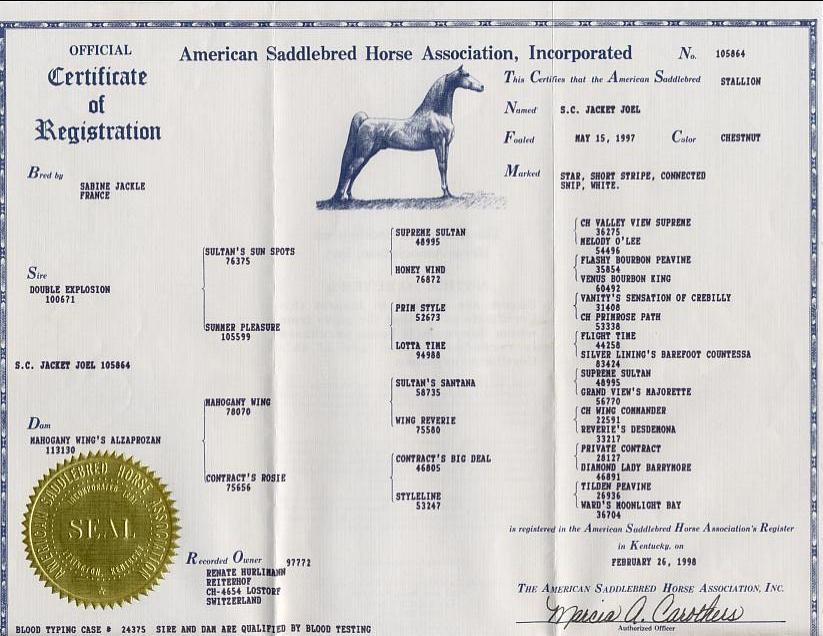 OFFICIAL
Certificate
of
Registration
American Saddlebred Horse Association, Incorporated
No. 105864
This Certifies that the American Saddlebred STALLION
Named S.C. JACKET JOEL
Foaled MAY 15, 1997 Color CHESTNUT
Marked STAR, SHORT STRIPE, CONNECTED
SNIP, WHITE.
Bred by
SABINE JACKLE
FRANCE
Sire
DOUBLE EXPLOSION
100671
S.C. JACKET JOEL 105864
Dam
MAHOGANY WING'S ALZAPROZAN
113130
SULTAN'S SUN SPOTS
76375
SUMMER PLEASURE
105599
MAHOGANY WING
78070
CONTRACT'S ROSIE
75656
SUPREME SULTAN
48995
HONEY WIND
76872
PRIM STYLE
52673
LOTTA TIME
94988
SULTAN'S SANTANA
58735
WING REVERIE
75580
CONTRACT'S BIG DEAL
46805
STYLELINE
53247
CH VALLEY VIEW SUPREME
36275
MELODY O'LEE
54496
FLASHY BOURBON PEAVINE
35854
VENUS BOURBON KING
60492
VANITY'S SENSATION OF CREBILLY
31408
CH PRIMROSE PATH
53338
FLIGHT TIME
44258
SILVER LINING'S BAREFOOT COUNTESSA
83424
SUPREME SULTAN
48995
GRAND VIEW'S MAJORETTE
56770
CH WING COMMANDER
22591
REVERIE'S DESDEMONA
33217
PRIVATE CONTRACT
28127
DIAMOND LADY BARRYMORE
46891
TILDEN PEAVINE
26936
WARD'S MOONLIGHT BAY
36704
AMERICAN SADDLEBRED HORSE ASSOCIATION
INCORPORATED
SEAL
LEXINGTON, KENTUCKY
Recorded Owner 97772
RENATE HURLIMANN
REITERHOF
CH-4654 LOSTORF
SWITZERLAND
is registered in the American Saddlebred Horse Association's Register
in Kentucky, on
FEBRUARY 26, 1998
THE AMERICAN SADDLEBRED HORSE ASSOCIATION, INC.
Marcia A. Carothers
Authorized Officer
BLOOD TYPING CASE # 24375 SIRE AND DAM ARE QUALIFIED BY BLOOD TESTING